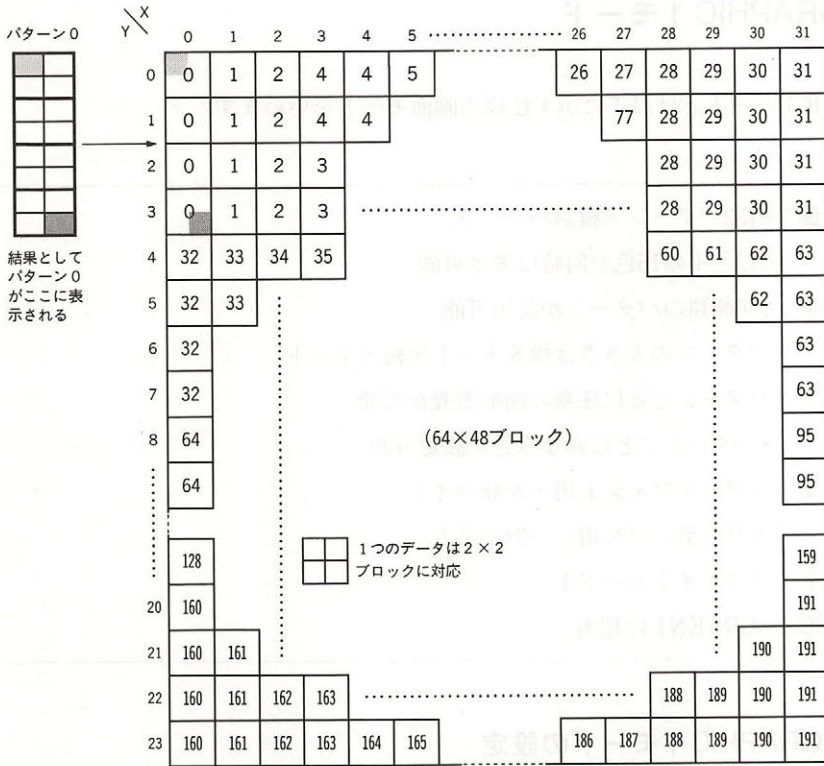 GRAPHIC 1モード
X
Y
0 1 2 3 4 5 26 27 28 29 30 31
パターン0
0 0 1 2 4 4 5 26 27 28 29 30 31
1 0 1 2 4 4 77 28 29 30 31
2 0 1 2 3 28 29 30 31
3 0 1 2 3 28 29 30 31
結果として
パターン0
がここに表
示される
4 32 33 34 35 60 61 62 63
5 32 33 62 63
6 32 63
7 32 63
8 64 (64×48ブロック) 95
64 95
1つのデータは2×2
ブロックに対応
128 159
20 160 191
21 160 161 190 191
22 160 161 162 163 188 189 190 191
23 160 161 162 163 164 165 186 187 188 189 190 191